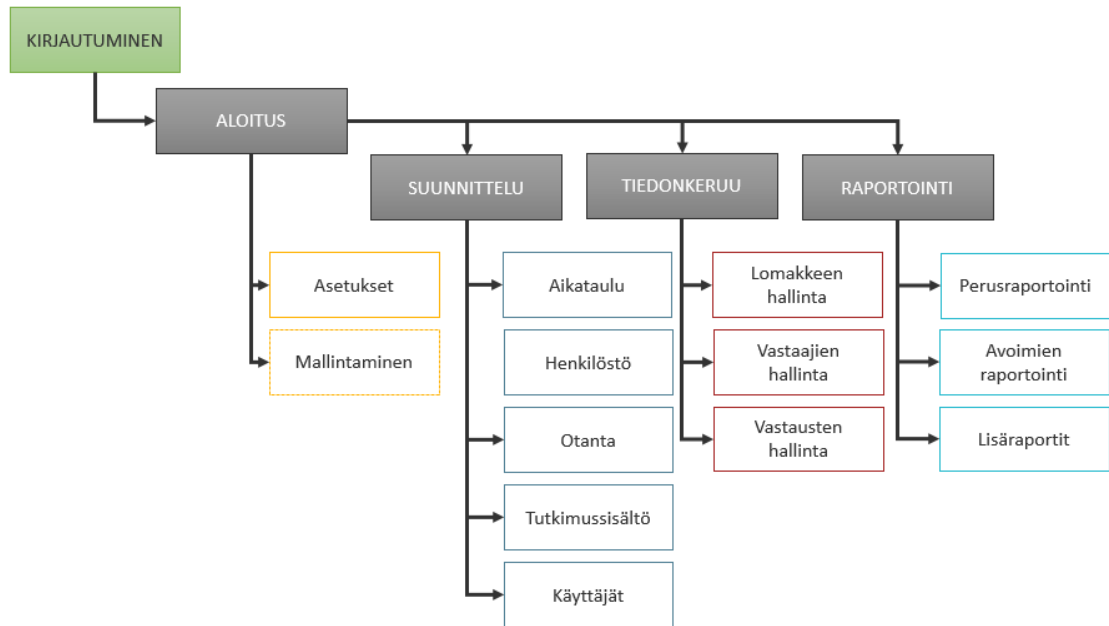 KIRJAUTUMINEN
ALOITUS
SUUNNITTELU
TIEDONKERUU
RAPORTOINTI
Asetukset
Mallintaminen
Aikataulu
Henkilöstö
Otanta
Tutkimussisältö
Käyttäjät
Lomakkeen
hallinta
Vastaajien
hallinta
Vastausten
hallinta
Perusraportointi
Avoimien
raportointi
Lisäraportit